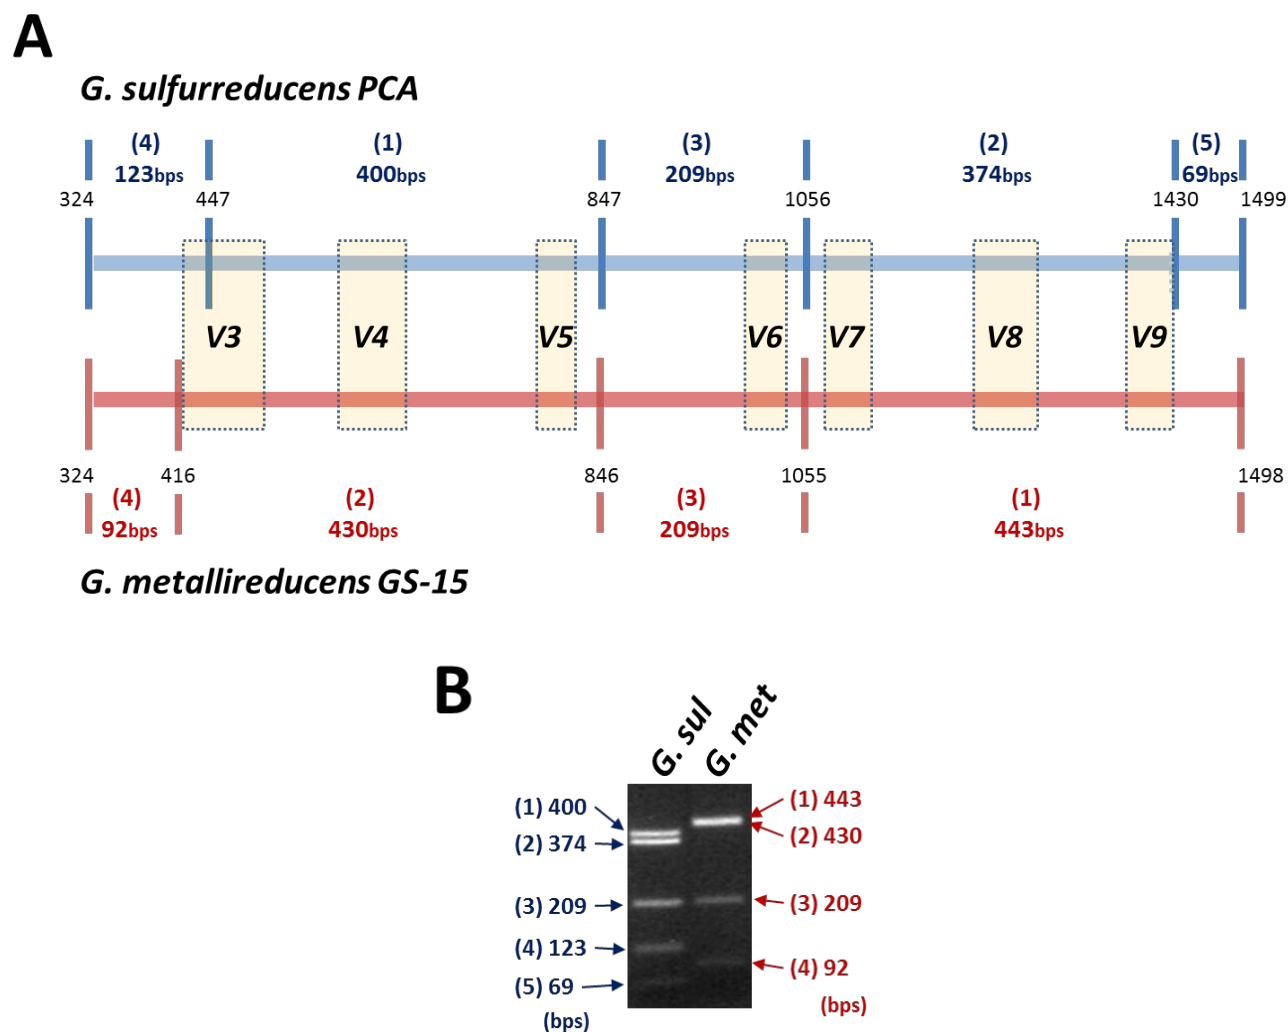 A
G. sulfurreducens PCA
(4) (1) (3) (2) (5)
123bps 400bps 209bps 374bps 69bps
324 447 847 1056 1430 1499
V3 V4 V5 V6 V7 V8 V9
324 416 846 1055 1498
(4) (2) (3) (1)
92bps 430bps 209bps 443bps
G. metallireducens GS-15
B
G. sul G. met
(1) 400 (1) 443
(2) 374 (2) 430
(3) 209 (3) 209
(4) 123 (4) 92
(5) 69
(bps) (bps)